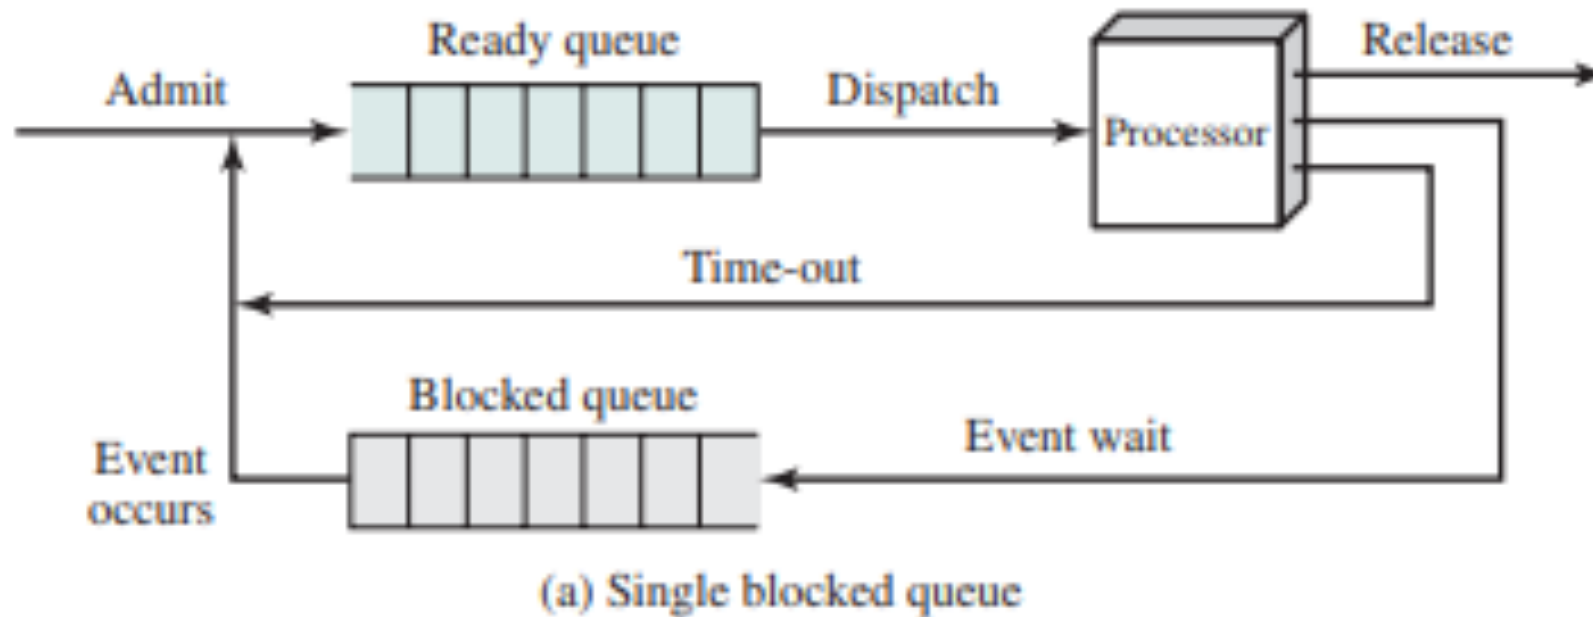 Ready queue
Release
Admit
Dispatch
Processor
Time-out
Blocked queue
Event wait
Event
occurs
(a) Single blocked queue